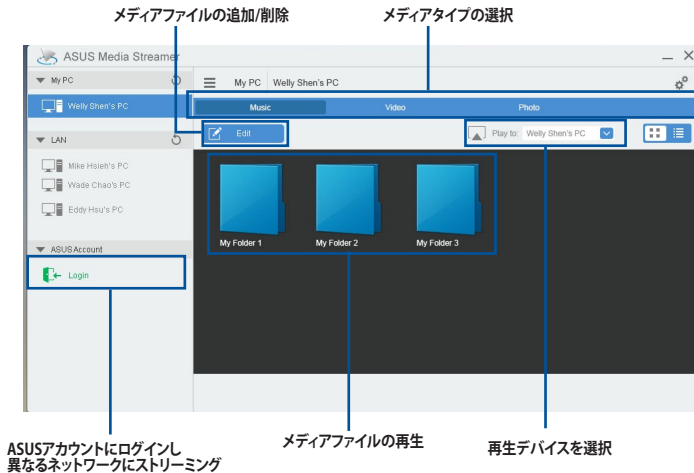 メディアファイルの追加/削除
メディアタイプの選択
ASUS Media Streamer
My PC
My PC Welly Shen's PC
Welly Shen's PC
Music Video Photo
Edit
Play to: Welly Shen's PC
LAN
Mike Hsieh's PC
Wade Chao's PC
Eddy Hsu's PC
My Folder 1 My Folder 2 My Folder 3
ASUS Account
Login
ASUSアカウントにログインし
異なるネットワークにストリーミング
メディアファイルの再生
再生デバイスを選択